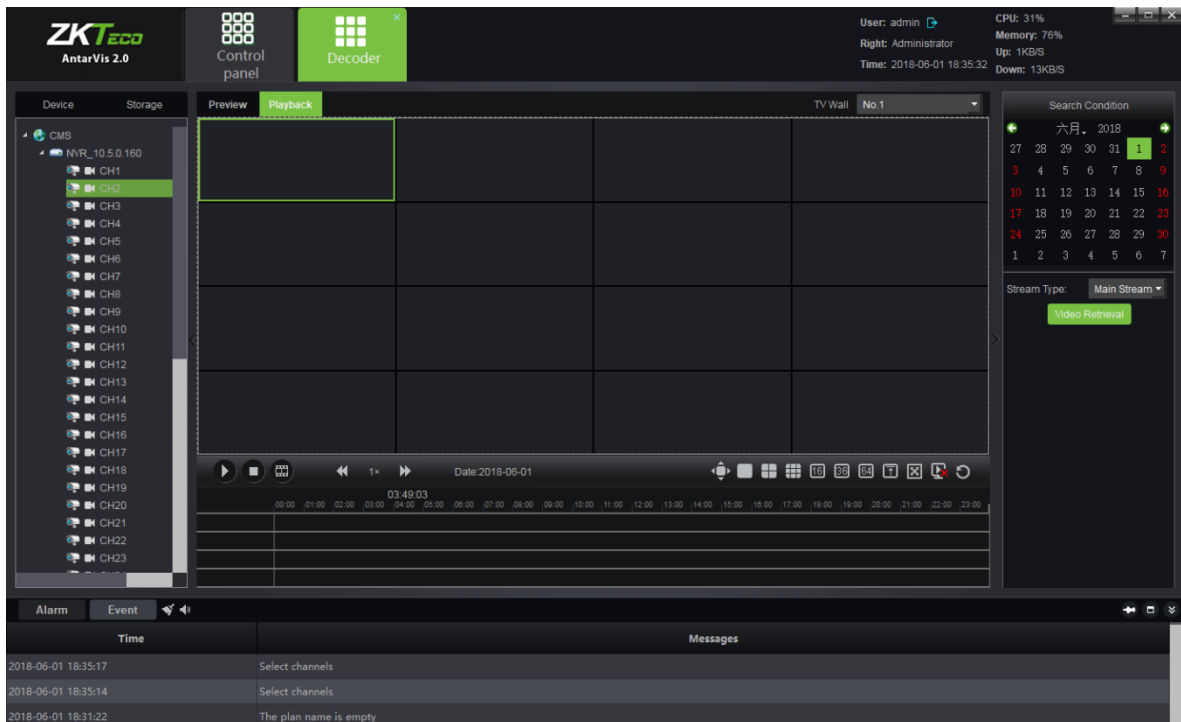 ZKTeco
AntarVis 2.0
Control
panel
Decoder
User: admin
Right: Administrator
Time: 2018-06-01 18:35:32
CPU: 31%
Memory: 76%
Up: 1KB/S
Down: 13KB/S
Device Storage
CMS
NVR_10.5.0.160
CH1
CH2
CH3
CH4
CH5
CH6
CH7
CH8
CH9
CH10
CH11
CH12
CH13
CH14
CH15
CH16
CH17
CH18
CH19
CH20
CH21
CH22
CH23
Preview Playback TV Wall No.1
1× Date:2018-06-01 16 36 64
03:49:03
00:00 01:00 02:00 03:00 04:00 05:00 06:00 07:00 08:00 09:00 10:00 11:00 12:00 13:00 14:00 15:00 16:00 17:00 18:00 19:00 20:00 21:00 22:00 23:00
Search Condition
六月, 2018
27 28 29 30 31 1 2
3 4 5 6 7 8 9
10 11 12 13 14 15 16
17 18 19 20 21 22 23
24 25 26 27 28 29 30
1 2 3 4 5 6 7
Stream Type: Main Stream
Video Retrieval
Alarm Event
Time Messages
2018-06-01 18:35:17 Select channels
2018-06-01 18:35:14 Select channels
2018-06-01 18:31:22 The plan name is empty